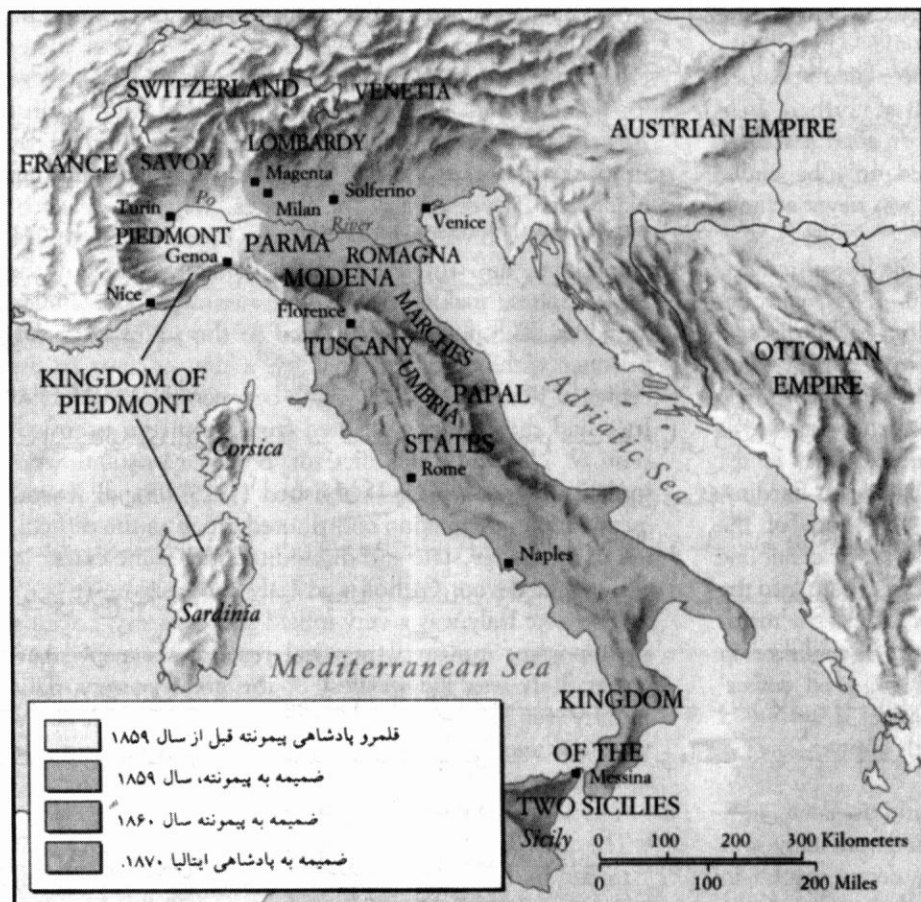 SWITZERLAND
VENETIA
AUSTRIAN EMPIRE
FRANCE
SAVOY
LOMBARDY
Magenta
Milan
Solferino
Po
River
Turin
Venice
PIEDMONT
PARMA
ROMAGNA
Genoa
MODENA
Nice
Florence
MARCHES
TUSCANY
OTTOMAN
EMPIRE
UMBRIA
KINGDOM OF
PIEDMONT
PAPAL
STATES
Adriatic Sea
Corsica
Rome
Naples
Sardinia
Mediterranean Sea
KINGDOM
OF THE
TWO SICILIES
Messina
Sicily
قلمرو پادشاهی پیمونته قبل از سال ۱۸۵۹
ضمیمه به پیمونته، سال ۱۸۵۹
ضمیمه به پیمونته سال ۱۸۶۰
ضمیمه به پادشاهی ایتالیا ۱۸۷۰.
0 100 200 300 Kilometers
0 100 200 Miles